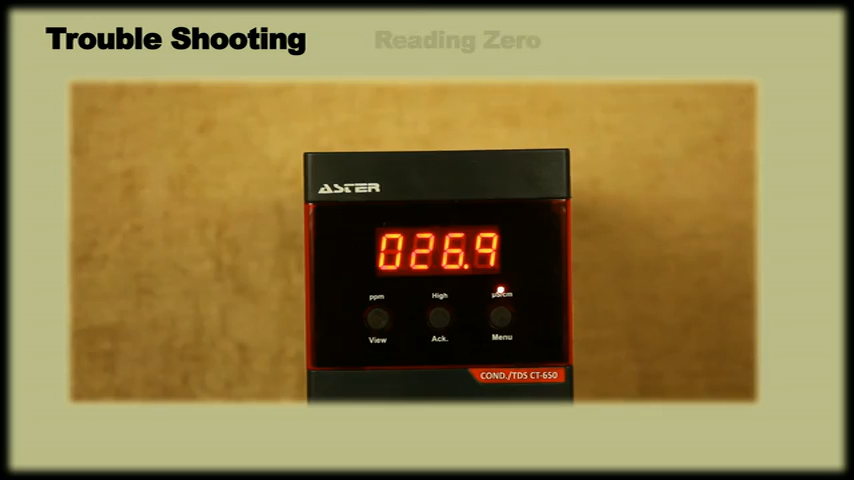 Trouble Shooting Reading Zero
ASTER
026.9
ppm High µS/cm
View Ack. Menu
COND./TDS CT-650